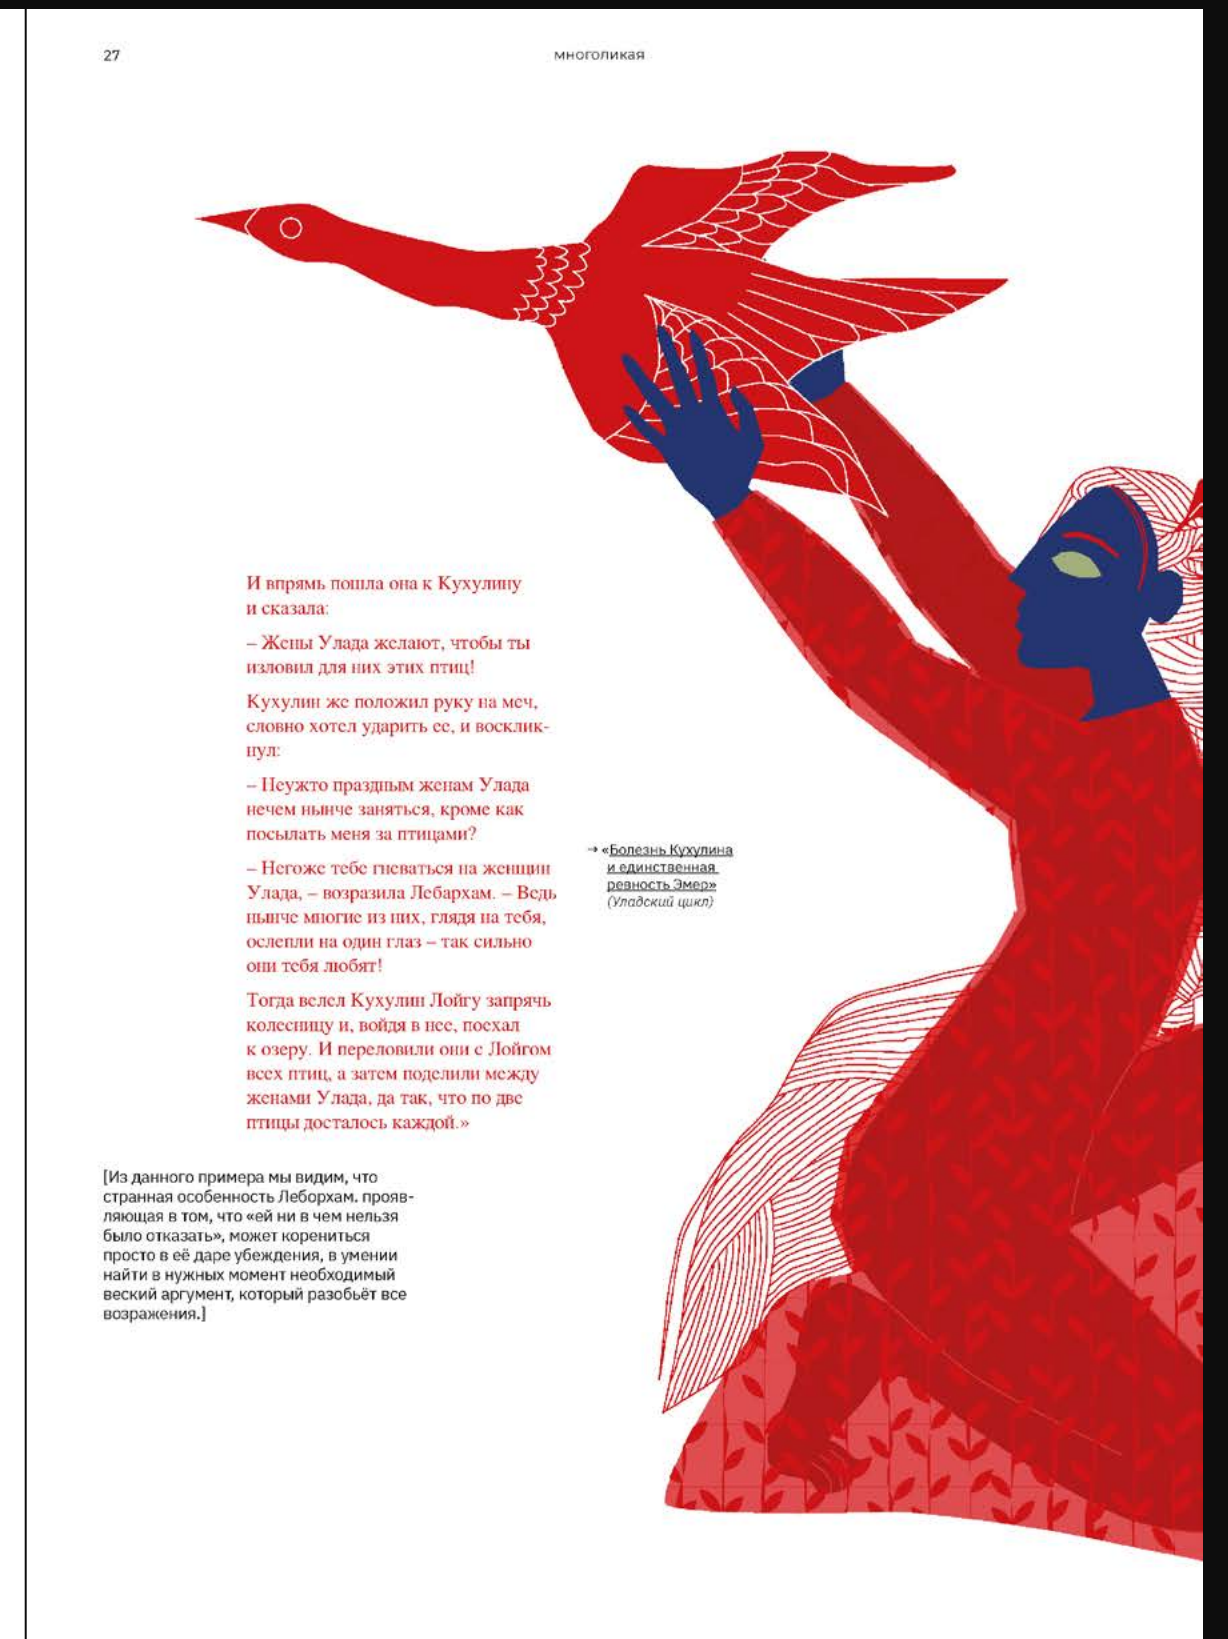 27
многоликая
И впрямь пошла она к Кухулину
и сказала:
– Жены Улада желают, чтобы ты
изловил для них этих птиц!
Кухулин же положил руку на меч,
словно хотел ударить ее, и восклик-
нул:
– Неужто праздным женам Улада
нечем нынче заняться, кроме как
посылать меня за птицами?
– Негоже тебе гневаться на женщин
Улада, – возразила Лебархам. – Ведь
нынче многие из них, глядя на тебя,
ослепли на один глаз – так сильно
они тебя любят!
Тогда велел Кухулин Лойгу запрячь
колесницу и, войдя в нее, поехал
к озеру. И переловили они с Лойгом
всех птиц, а затем поделили между
женами Улада, да так, что по две
птицы досталось каждой.»
→ «Болезнь Кухулина
и единственная
ревность Эмер»
(Уладский цикл)
[Из данного примера мы видим, что
странная особенность Леборхам. прояв-
ляющая в том, что «ей ни в чем нельзя
было отказать», может корениться
просто в её даре убеждения, в умении
найти в нужных момент необходимый
веский аргумент, который разобьёт все
возражения.]